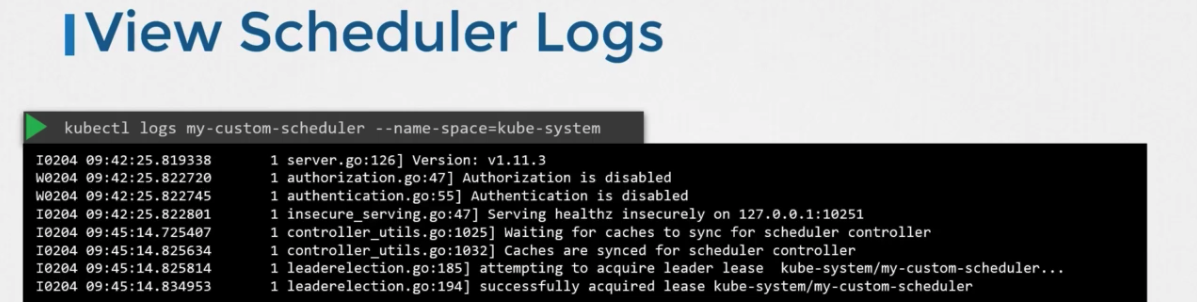 View Scheduler Logs
kubectl logs my-custom-scheduler --name-space=kube-system
I0204 09:42:25.819338 1 server.go:126] Version: v1.11.3
W0204 09:42:25.822720 1 authorization.go:47] Authorization is disabled
W0204 09:42:25.822745 1 authentication.go:55] Authentication is disabled
I0204 09:42:25.822801 1 insecure_serving.go:47] Serving healthz insecurely on 127.0.0.1:10251
I0204 09:45:14.725407 1 controller_utils.go:1025] Waiting for caches to sync for scheduler controller
I0204 09:45:14.825634 1 controller_utils.go:1032] Caches are synced for scheduler controller
I0204 09:45:14.825814 1 leaderelection.go:185] attempting to acquire leader lease kube-system/my-custom-scheduler...
I0204 09:45:14.834953 1 leaderelection.go:194] successfully acquired lease kube-system/my-custom-scheduler